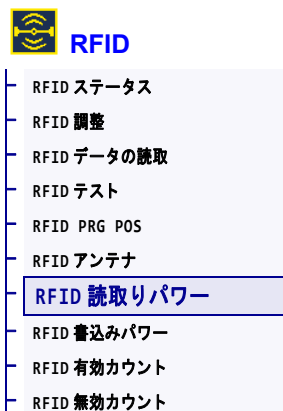 RFID
RFID ステータス
RFID 調整
RFID データの読取
RFID テスト
RFID PRG POS
RFID アンテナ
RFID 読取りパワー
RFID 書込みパワー
RFID 有効カウント
RFID 無効カウント